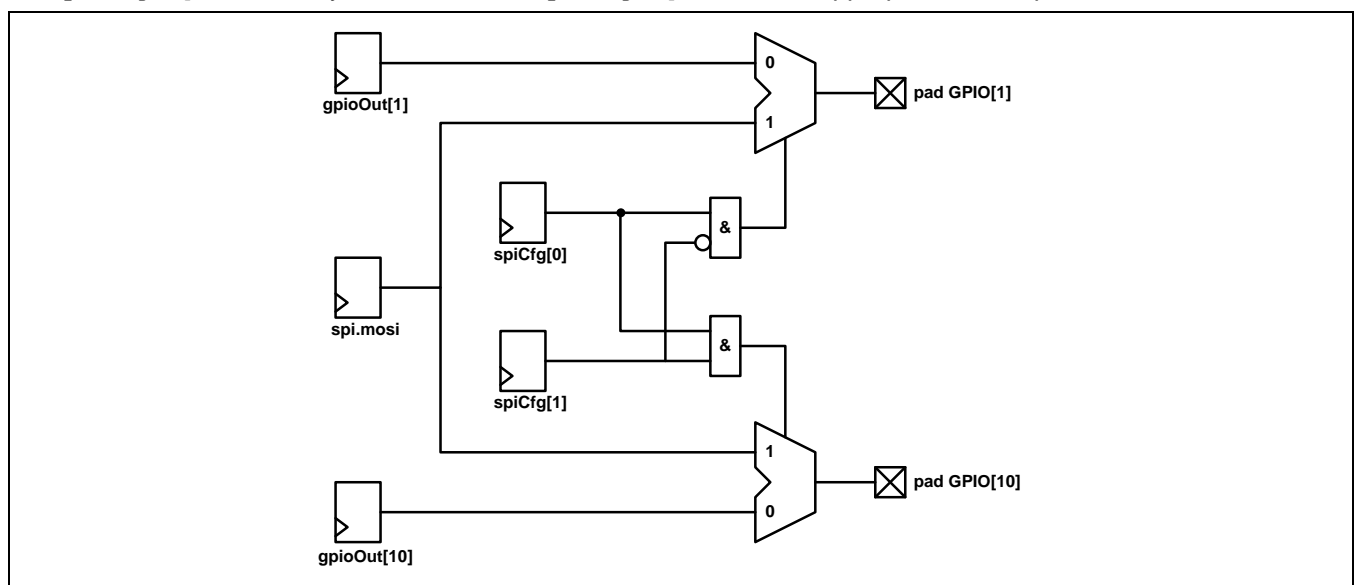 0
pad GPIO[1]
gpioOut[1]
1
&
spiCfg[0]
spi.mosi
&
spiCfg[1]
1
pad GPIO[10]
0
gpioOut[10]